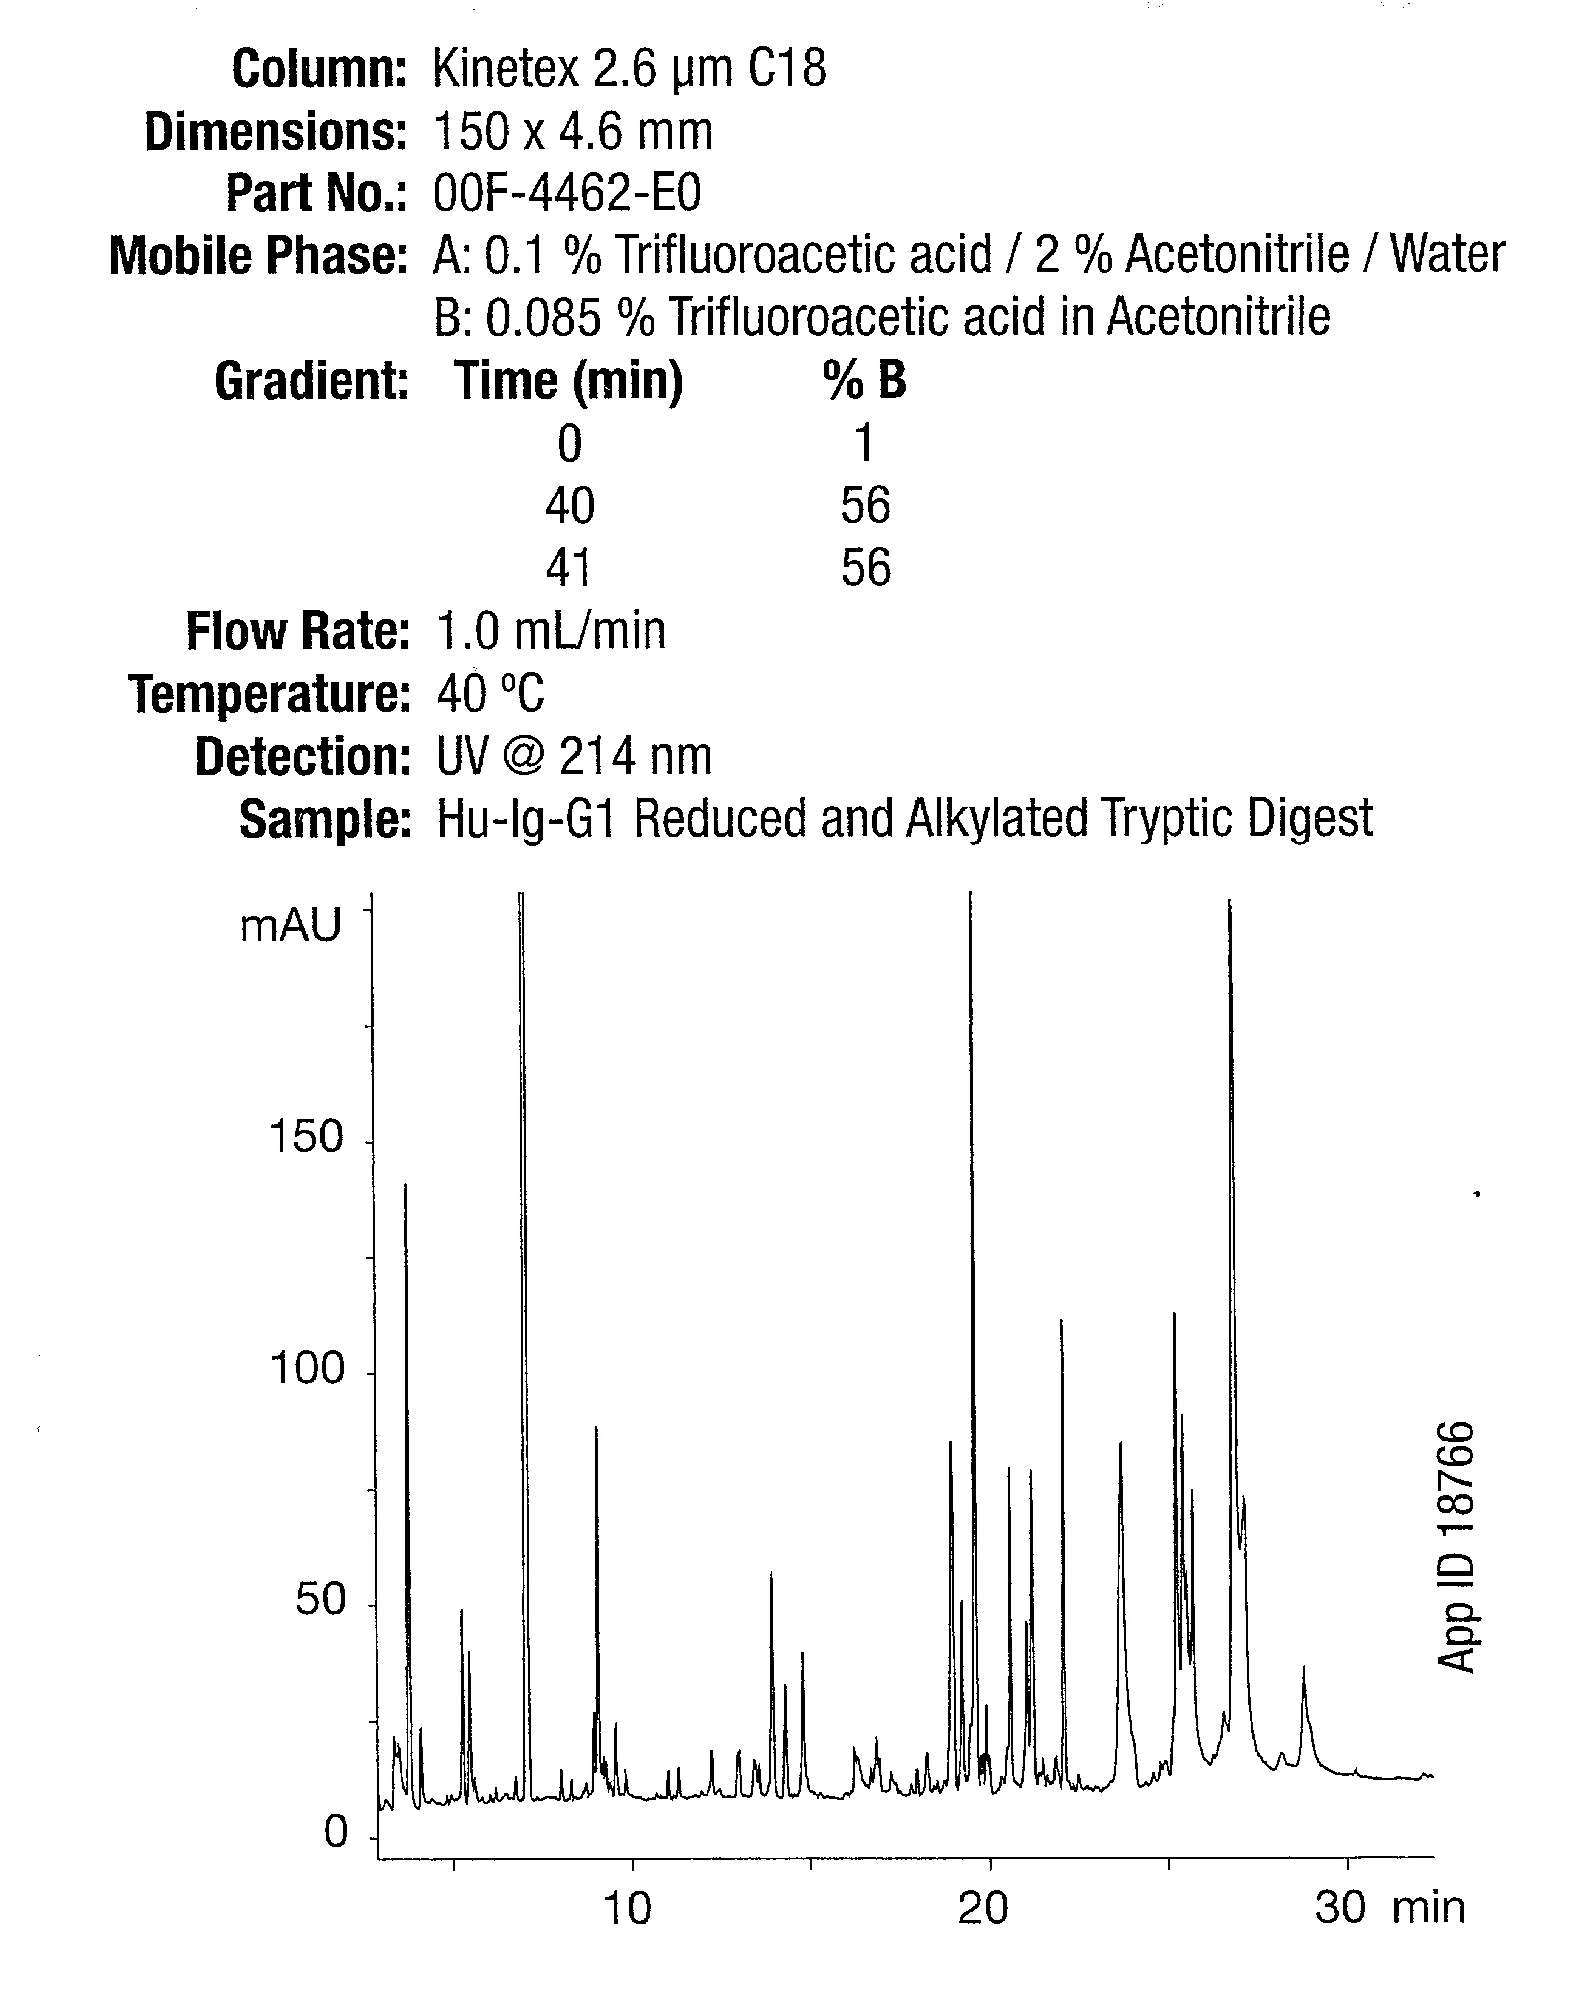 Column: Kinetex 2.6 µm C18
Dimensions: 150 x 4.6 mm
Part No.: 00F-4462-E0
Mobile Phase: A: 0.1 % Trifluoroacetic acid / 2 % Acetonitrile / Water
B: 0.085 % Trifluoroacetic acid in Acetonitrile
Gradient: Time (min) % B
0 1
40 56
41 56
Flow Rate: 1.0 mL/min
Temperature: 40 ºC
Detection: UV @ 214 nm
Sample: Hu-Ig-G1 Reduced and Alkylated Tryptic Digest
mAU
150
100
50
0
10 20 30 min
App ID 18766